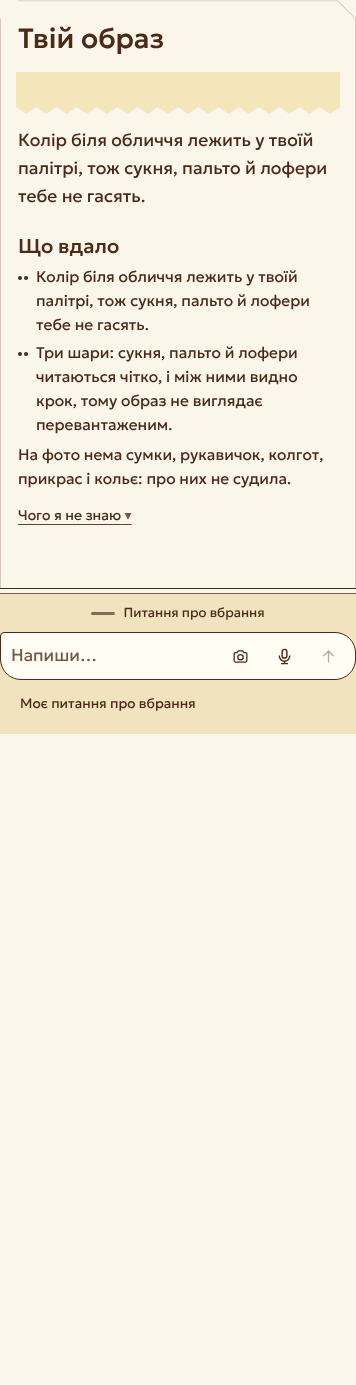 Твій образ
Колір біля обличчя лежить у твоїй
палітрі, тож сукня, пальто й лофери
тебе не гасять.
Що вдало
Колір біля обличчя лежить у твоїй
палітрі, тож сукня, пальто й лофери
тебе не гасять.
Три шари: сукня, пальто й лофери
читаються чітко, і між ними видно
крок, тому образ не виглядає
перевантаженим.
На фото нема сумки, рукавичок, колгот,
прикрас і кольє: про них не судила.
Чого я не знаю ▾
Питання про вбрання
Напиши...
Моє питання про вбрання